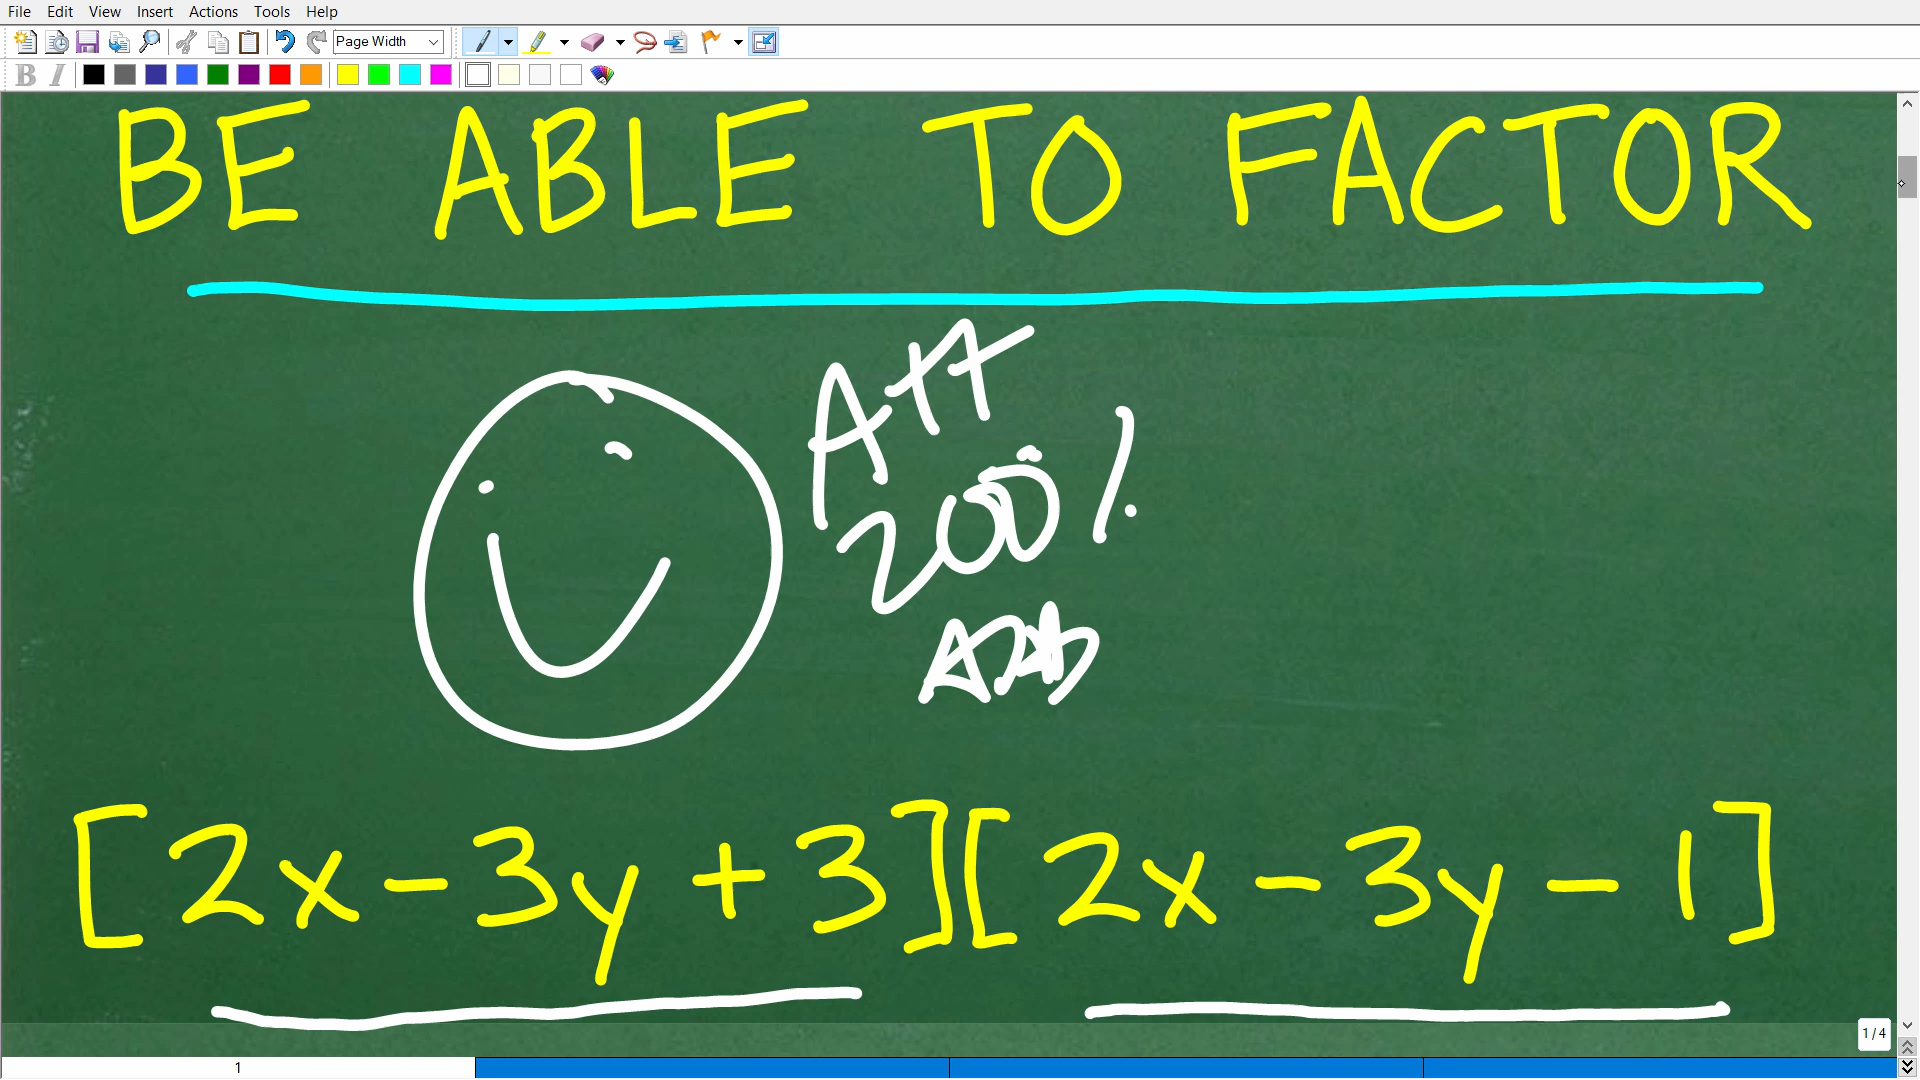 File Edit View Insert Actions Tools Help
Page Width
B I
BE ABLE TO FACTOR
A++
200%
[2x-3y+3][2x-3y-1]
1/4
1